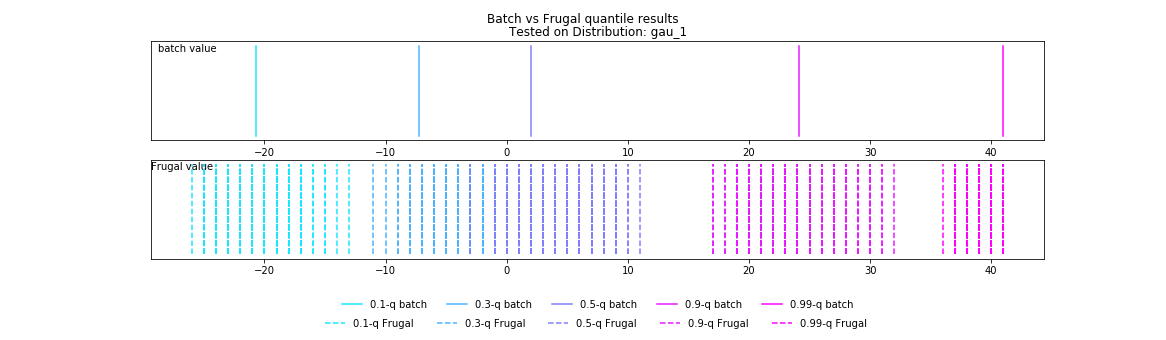 Batch vs Frugal quantile results
Tested on Distribution: gau_1
batch value
−20 −10 0 10 20 30 40
Frugal value
−20 −10 0 10 20 30 40
0.1-q batch 0.3-q batch 0.5-q batch 0.9-q batch 0.99-q batch
0.1-q Frugal 0.3-q Frugal 0.5-q Frugal 0.9-q Frugal 0.99-q Frugal